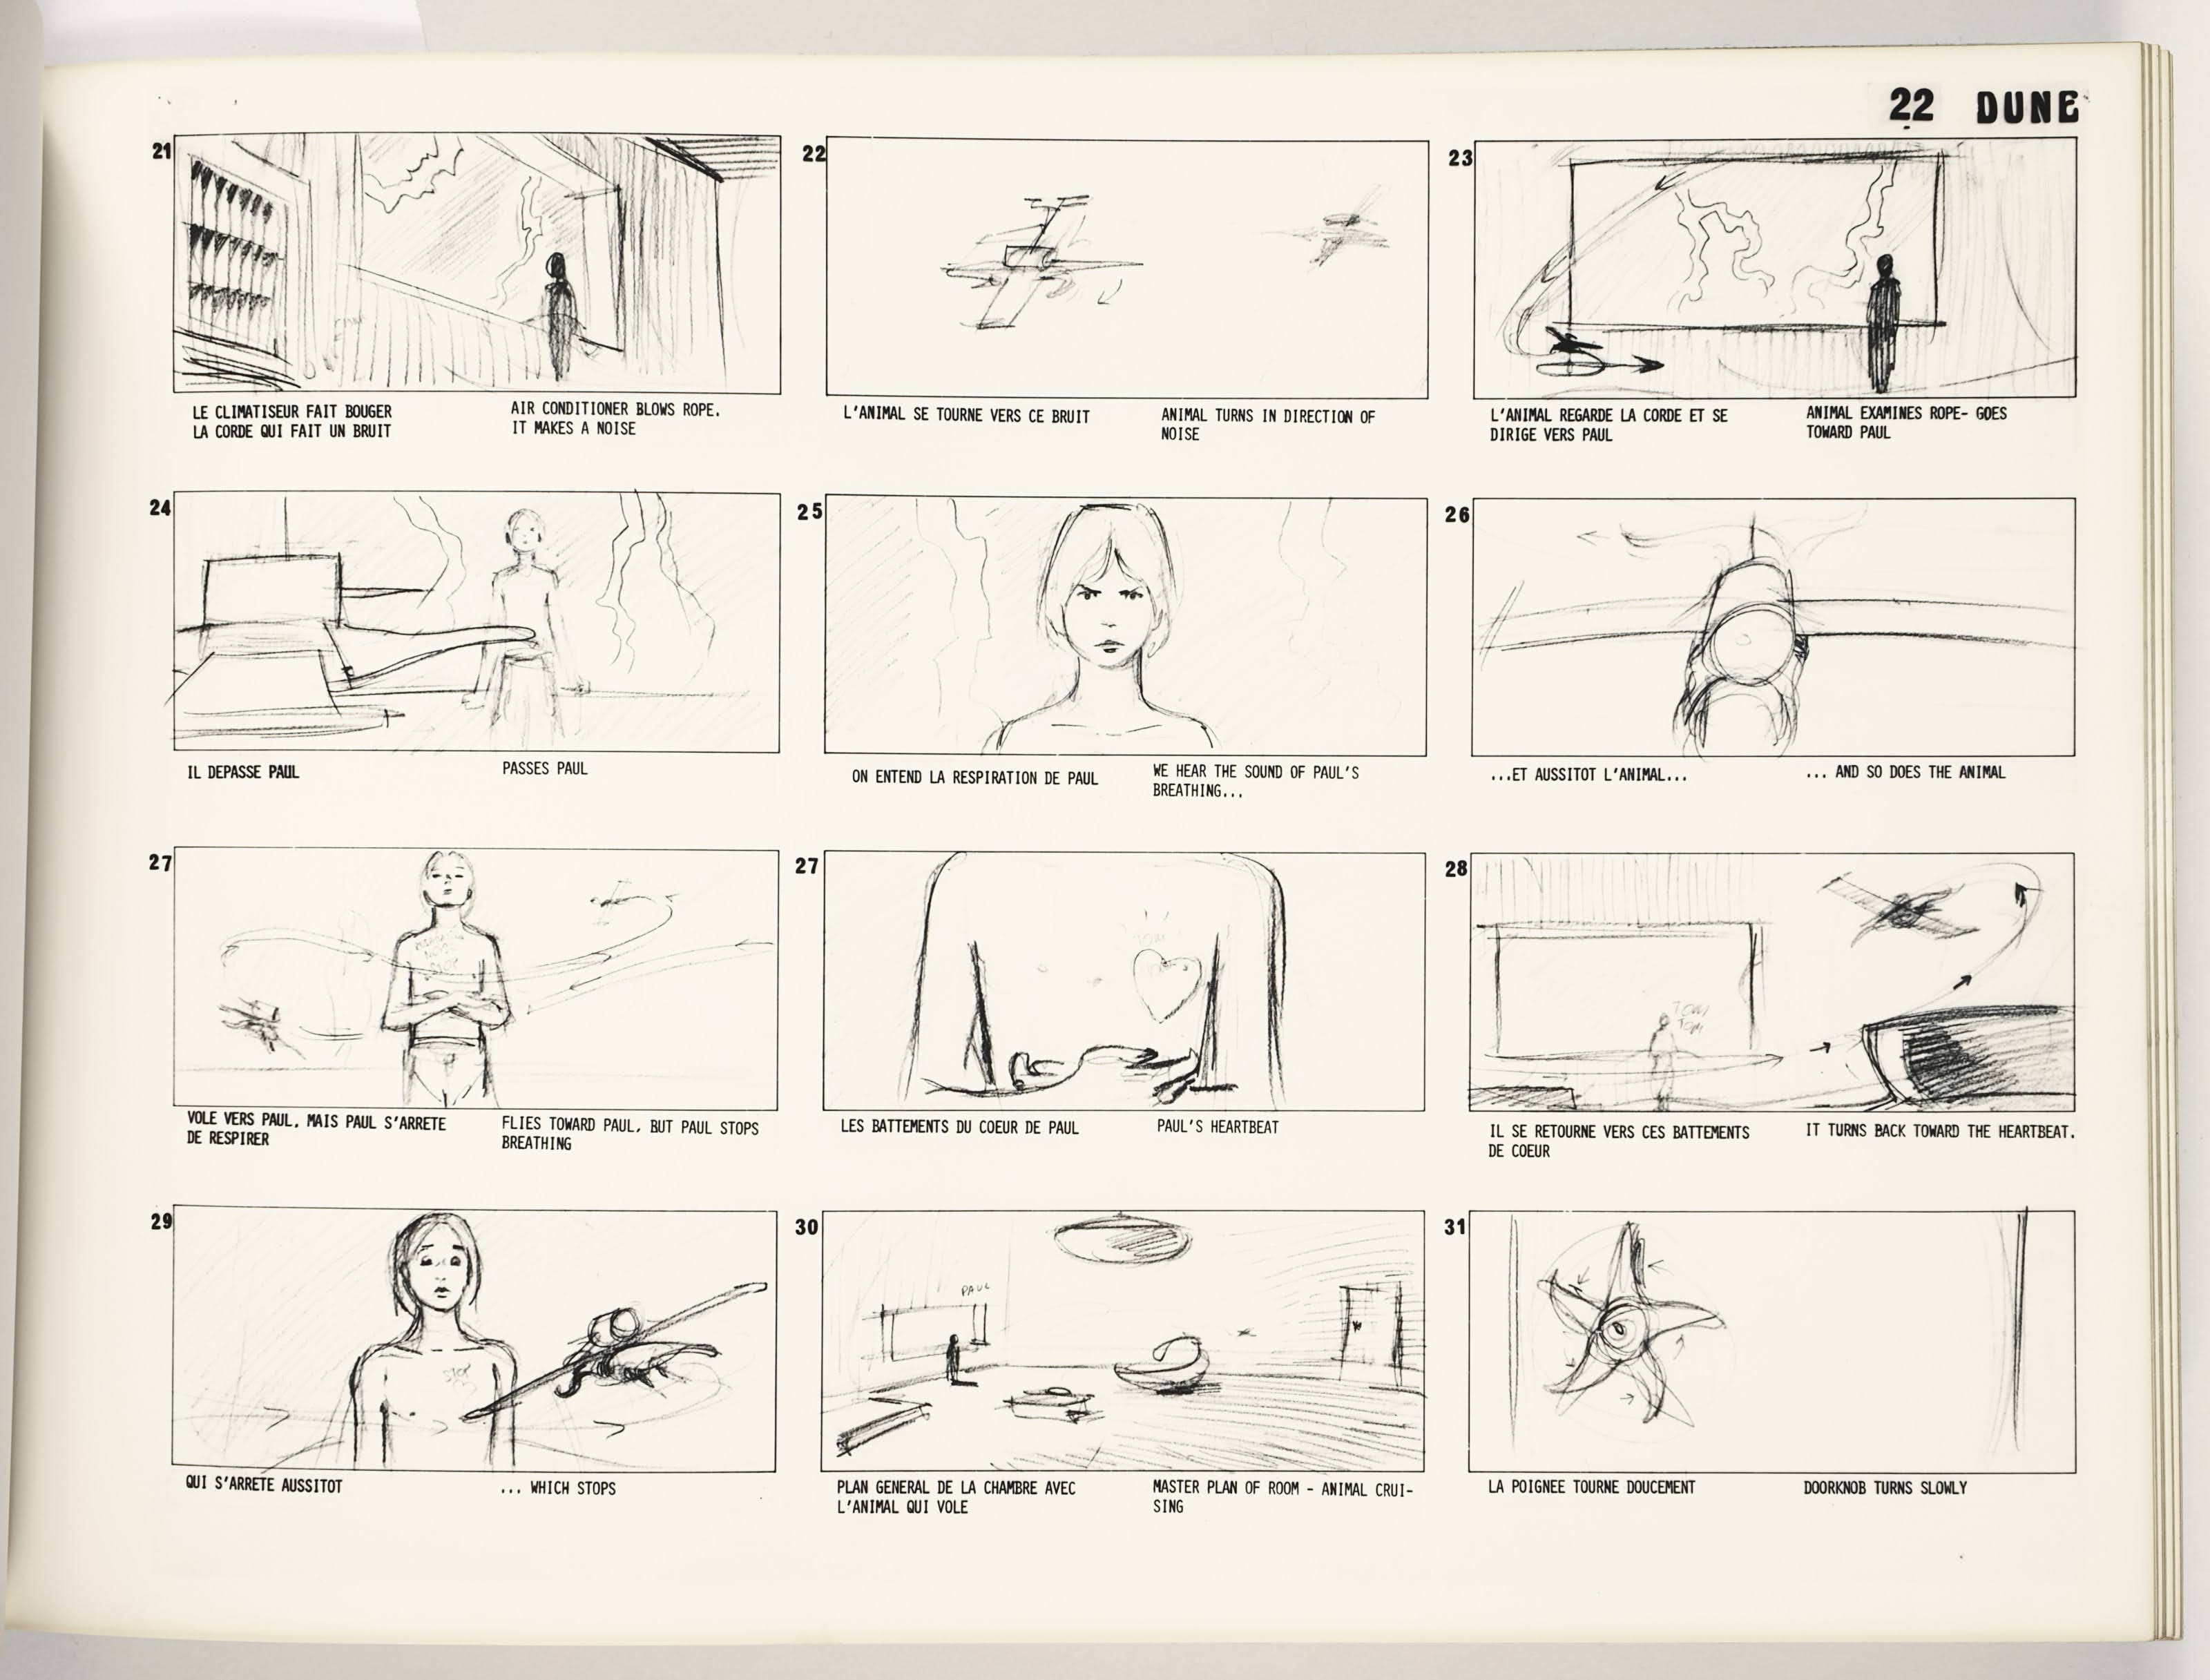 22 DUNE
21
LE CLIMATISEUR FAIT BOUGER
LA CORDE QUI FAIT UN BRUIT
AIR CONDITIONER BLOWS ROPE.
IT MAKES A NOISE
22
L'ANIMAL SE TOURNE VERS CE BRUIT
ANIMAL TURNS IN DIRECTION OF
NOISE
23
L'ANIMAL REGARDE LA CORDE ET SE
DIRIGE VERS PAUL
ANIMAL EXAMINES ROPE- GOES
TOWARD PAUL
24
IL DEPASSE PAUL
PASSES PAUL
25
ON ENTEND LA RESPIRATION DE PAUL
WE HEAR THE SOUND OF PAUL'S
BREATHING...
26
...ET AUSSITOT L'ANIMAL...
... AND SO DOES THE ANIMAL
27
VOLE VERS PAUL, MAIS PAUL S'ARRETE
DE RESPIRER
FLIES TOWARD PAUL, BUT PAUL STOPS
BREATHING
27
LES BATTEMENTS DU COEUR DE PAUL
PAUL'S HEARTBEAT
28
TOM
TOM
IL SE RETOURNE VERS CES BATTEMENTS
DE COEUR
IT TURNS BACK TOWARD THE HEARTBEAT.
29
QUI S'ARRETE AUSSITOT
... WHICH STOPS
30
PAUL
PLAN GENERAL DE LA CHAMBRE AVEC
L'ANIMAL QUI VOLE
MASTER PLAN OF ROOM - ANIMAL CRUI-
SING
31
LA POIGNEE TOURNE DOUCEMENT
DOORKNOB TURNS SLOWLY